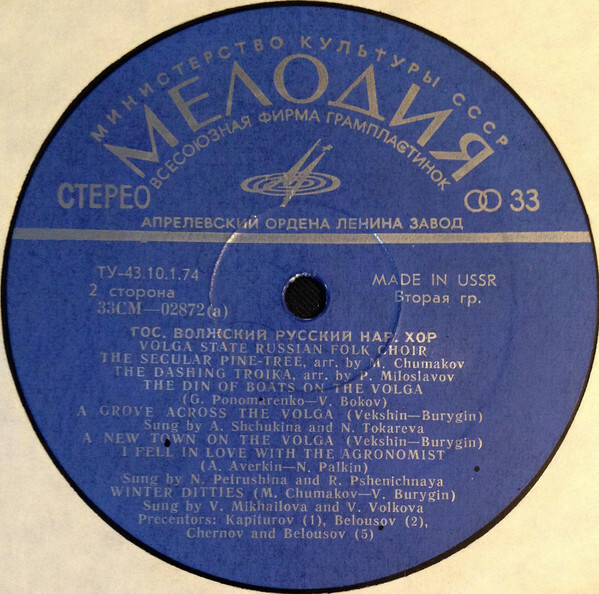 МИНИСТЕРСТВО КУЛЬТУРЫ СССР
МЕЛОДИЯ
ВСЕСОЮЗНАЯ ФИРМА ГРАМПЛАСТИНОК
СТЕРЕО 33
АПРЕЛЕВСКИЙ ОРДЕНА ЛЕНИНА ЗАВОД
ТУ-43.10.1.74 MADE IN USSR
2 сторона Вторая гр.
33СМ—02872(а)
ГОС. ВОЛЖСКИЙ РУССКИЙ НАР. ХОР
VOLGA STATE RUSSIAN FOLK CHOIR
THE SECULAR PINE-TREE, arr. by M. Chumakov
THE DASHING TROIKA, arr. by P. Miloslavov
THE DIN OF BOATS ON THE VOLGA
(G. Ponomarenko—V. Bokov)
A GROVE ACROSS THE VOLGA (Vekshin—Burygin)
Sung by A. Shchukina and N. Tokareva
A NEW TOWN ON THE VOLGA (Vekshin—Burygin)
I FELL IN LOVE WITH THE AGRONOMIST
(A. Averkin—N. Palkin)
Sung by N. Petrushina and R. Pshenichnaya
WINTER DITTIES (M. Chumakov—V. Burygin)
Sung by V. Mikhailova and V. Volkova
Precentors: Kapiturov (1), Belousov (2),
Chernov and Belousov (5)